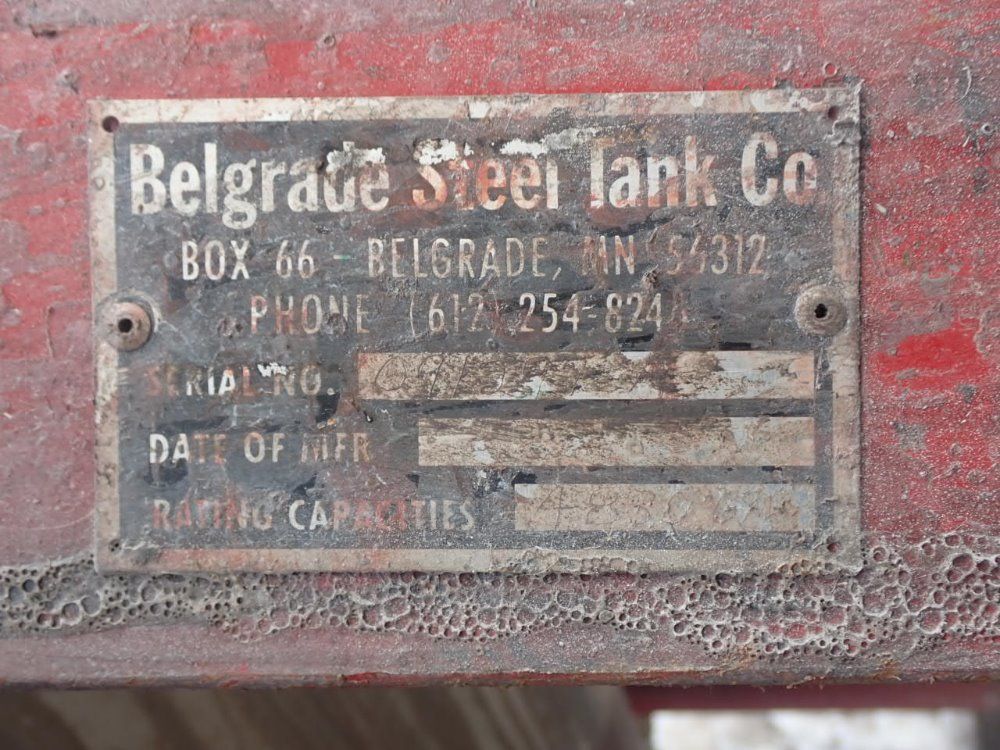 Belgrade Steel Tank Co
BOX 66 - BELGRADE, MN 56312
PHONE (612) 254-824
SERIAL NO.
DATE OF MFR
RATING CAPACITIES